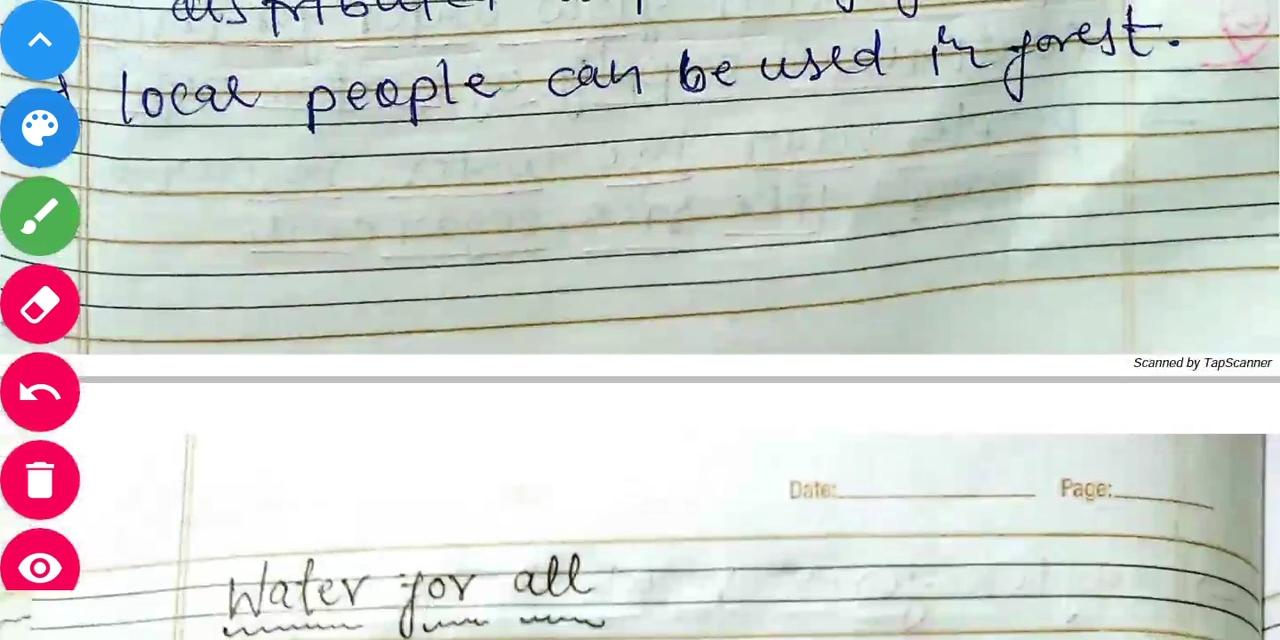 local people can be used in forest.
Scanned by TapScanner
Date: Page:
Water for all